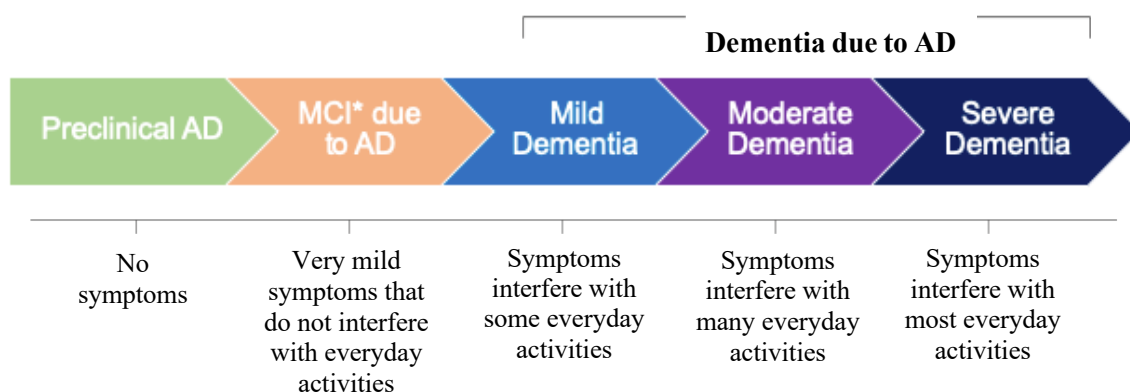 Dementia due to AD
Preclinical AD
MCI* due
to AD
Mild
Dementia
Moderate
Dementia
Severe
Dementia
No
symptoms
Very mild
symptoms that
do not interfere
with everyday
activities
Symptoms
interfere with
some everyday
activities
Symptoms
interfere with
many everyday
activities
Symptoms
interfere with
most everyday
activities